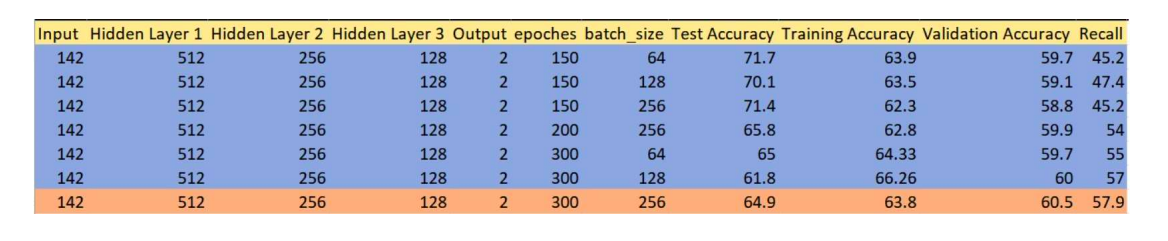 Input Hidden Layer 1 Hidden Layer 2 Hidden Layer 3 Output epoches batch_size Test Accuracy Training Accuracy Validation Accuracy Recall
142 512 256 128 2 150 64 71.7 63.9 59.7 45.2
142 512 256 128 2 150 128 70.1 63.5 59.1 47.4
142 512 256 128 2 150 256 71.4 62.3 58.8 45.2
142 512 256 128 2 200 256 65.8 62.8 59.9 54
142 512 256 128 2 300 64 65 64.33 59.7 55
142 512 256 128 2 300 128 61.8 66.26 60 57
142 512 256 128 2 300 256 64.9 63.8 60.5 57.9